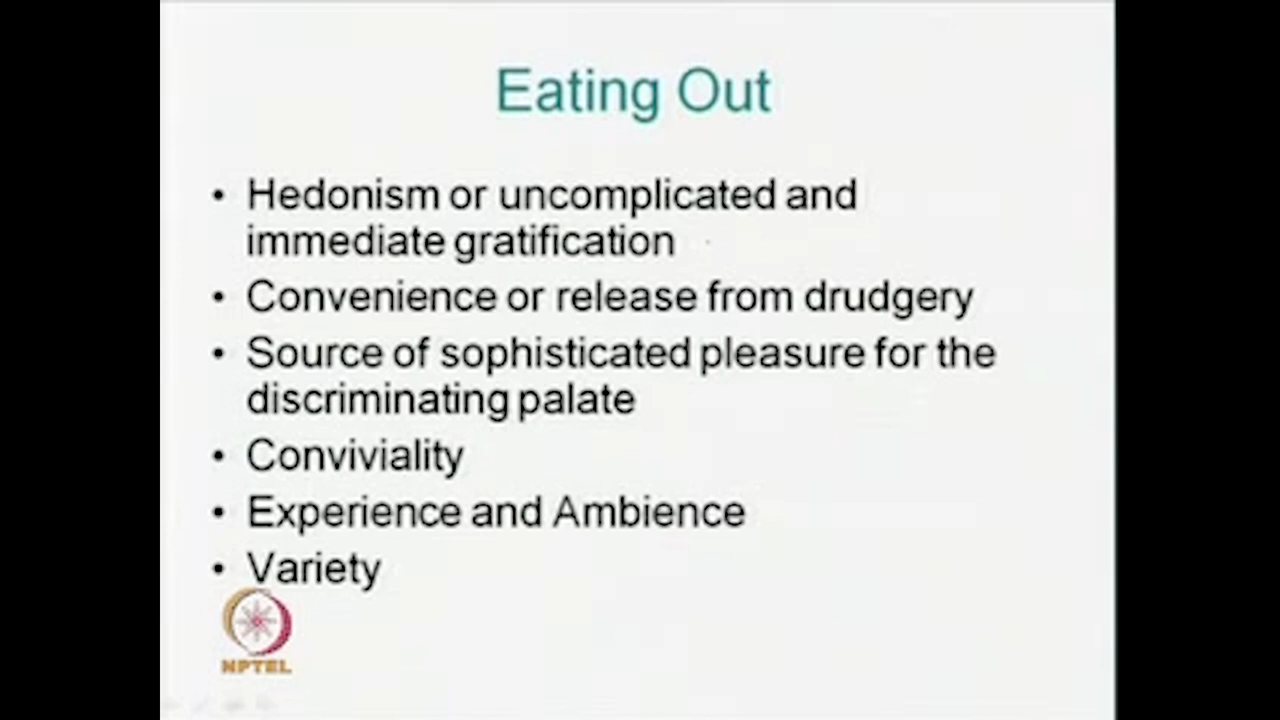 Eating Out
• Hedonism or uncomplicated and
immediate gratification
• Convenience or release from drudgery
• Source of sophisticated pleasure for the
discriminating palate
• Conviviality
• Experience and Ambience
• Variety
NPTEL